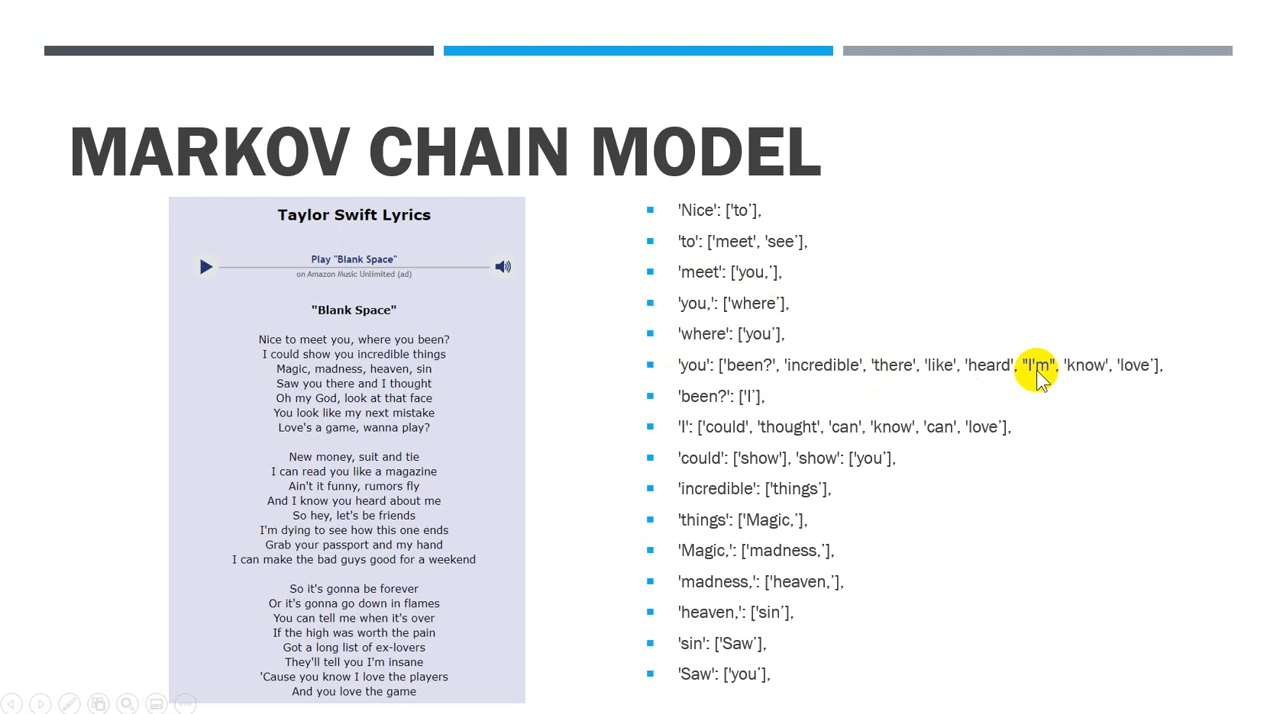 MARKOV CHAIN MODEL
Taylor Swift Lyrics
Play "Blank Space"
on Amazon Music Unlimited (ad)
"Blank Space"
Nice to meet you, where you been?
I could show you incredible things
Magic, madness, heaven, sin
Saw you there and I thought
Oh my God, look at that face
You look like my next mistake
Love's a game, wanna play?
New money, suit and tie
I can read you like a magazine
Ain't it funny, rumors fly
And I know you heard about me
So hey, let's be friends
I'm dying to see how this one ends
Grab your passport and my hand
I can make the bad guys good for a weekend
So it's gonna be forever
Or it's gonna go down in flames
You can tell me when it's over
If the high was worth the pain
Got a long list of ex-lovers
They'll tell you I'm insane
'Cause you know I love the players
And you love the game
'Nice': ['to’],
'to': ['meet', 'see’],
'meet': ['you,’],
'you,': ['where’],
'where': ['you’],
'you': ['been?', 'incredible', 'there', 'like', 'heard', "I'm", 'know', 'love’],
'been?': ['I’],
'I': ['could', 'thought', 'can', 'know', 'can', 'love’],
'could': ['show'], 'show': ['you’],
'incredible': ['things’],
'things': ['Magic,’],
'Magic,': ['madness,’],
'madness,': ['heaven,’],
'heaven,': ['sin’],
'sin': ['Saw’],
'Saw': ['you’],